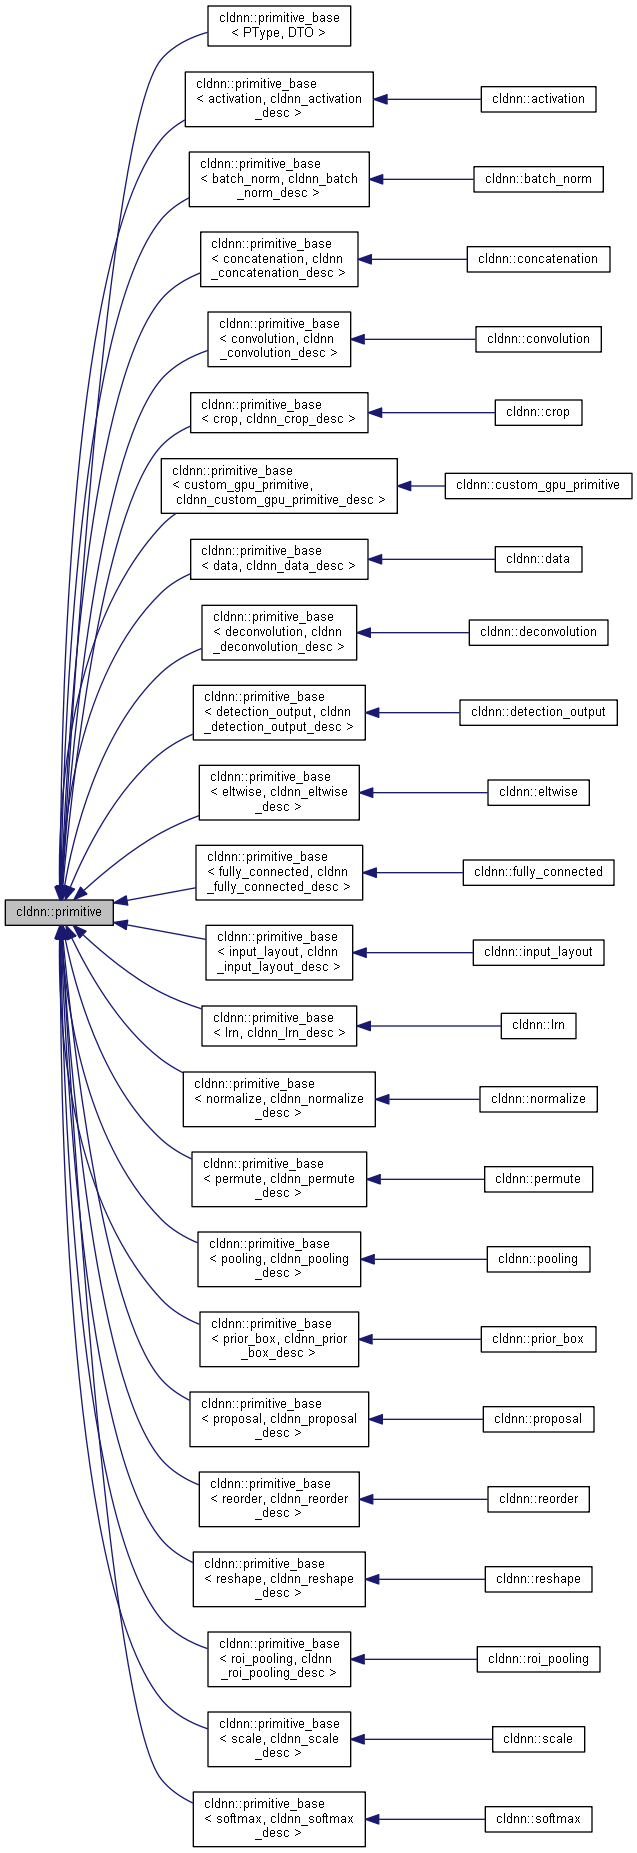 cldnn::primitive_base
< PType, DTO >
cldnn::primitive_base
< activation, cldnn_activation
_desc >
cldnn::activation
cldnn::primitive_base
< batch_norm, cldnn_batch
_norm_desc >
cldnn::batch_norm
cldnn::primitive_base
< concatenation, cldnn
_concatenation_desc >
cldnn::concatenation
cldnn::primitive_base
< convolution, cldnn
_convolution_desc >
cldnn::convolution
cldnn::primitive_base
< crop, cldnn_crop_desc >
cldnn::crop
cldnn::primitive_base
< custom_gpu_primitive,
cldnn_custom_gpu_primitive_desc >
cldnn::custom_gpu_primitive
cldnn::primitive_base
< data, cldnn_data_desc >
cldnn::data
cldnn::primitive_base
< deconvolution, cldnn
_deconvolution_desc >
cldnn::deconvolution
cldnn::primitive_base
< detection_output, cldnn
_detection_output_desc >
cldnn::detection_output
cldnn::primitive_base
< eltwise, cldnn_eltwise
_desc >
cldnn::eltwise
cldnn::primitive_base
< fully_connected, cldnn
_fully_connected_desc >
cldnn::fully_connected
cldnn::primitive
cldnn::primitive_base
< input_layout, cldnn
_input_layout_desc >
cldnn::input_layout
cldnn::primitive_base
< lrn, cldnn_lrn_desc >
cldnn::lrn
cldnn::primitive_base
< normalize, cldnn_normalize
_desc >
cldnn::normalize
cldnn::primitive_base
< permute, cldnn_permute
_desc >
cldnn::permute
cldnn::primitive_base
< pooling, cldnn_pooling
_desc >
cldnn::pooling
cldnn::primitive_base
< prior_box, cldnn_prior
_box_desc >
cldnn::prior_box
cldnn::primitive_base
< proposal, cldnn_proposal
_desc >
cldnn::proposal
cldnn::primitive_base
< reorder, cldnn_reorder
_desc >
cldnn::reorder
cldnn::primitive_base
< reshape, cldnn_reshape
_desc >
cldnn::reshape
cldnn::primitive_base
< roi_pooling, cldnn
_roi_pooling_desc >
cldnn::roi_pooling
cldnn::primitive_base
< scale, cldnn_scale
_desc >
cldnn::scale
cldnn::primitive_base
< softmax, cldnn_softmax
_desc >
cldnn::softmax